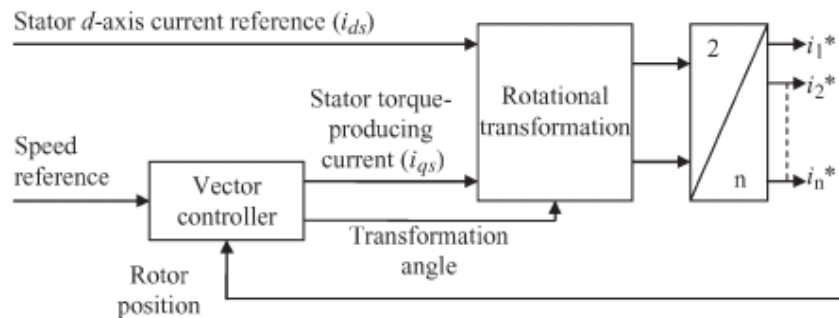 Stator d-axis current reference (ids)
Stator torque-
producing
current (iqs)
Speed
reference
Vector
controller
Transformation
angle
Rotor
position
Rotational
transformation
2
n
i1*
i2*
in*